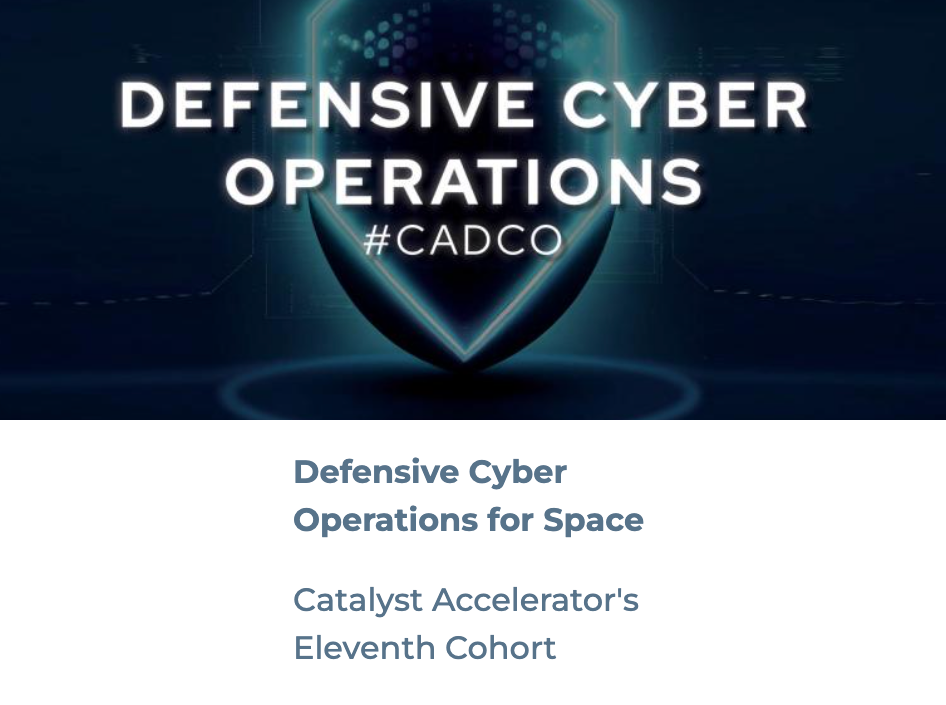 DEFENSIVE CYBER
OPERATIONS
#CADCO
Defensive Cyber
Operations for Space
Catalyst Accelerator's
Eleventh Cohort